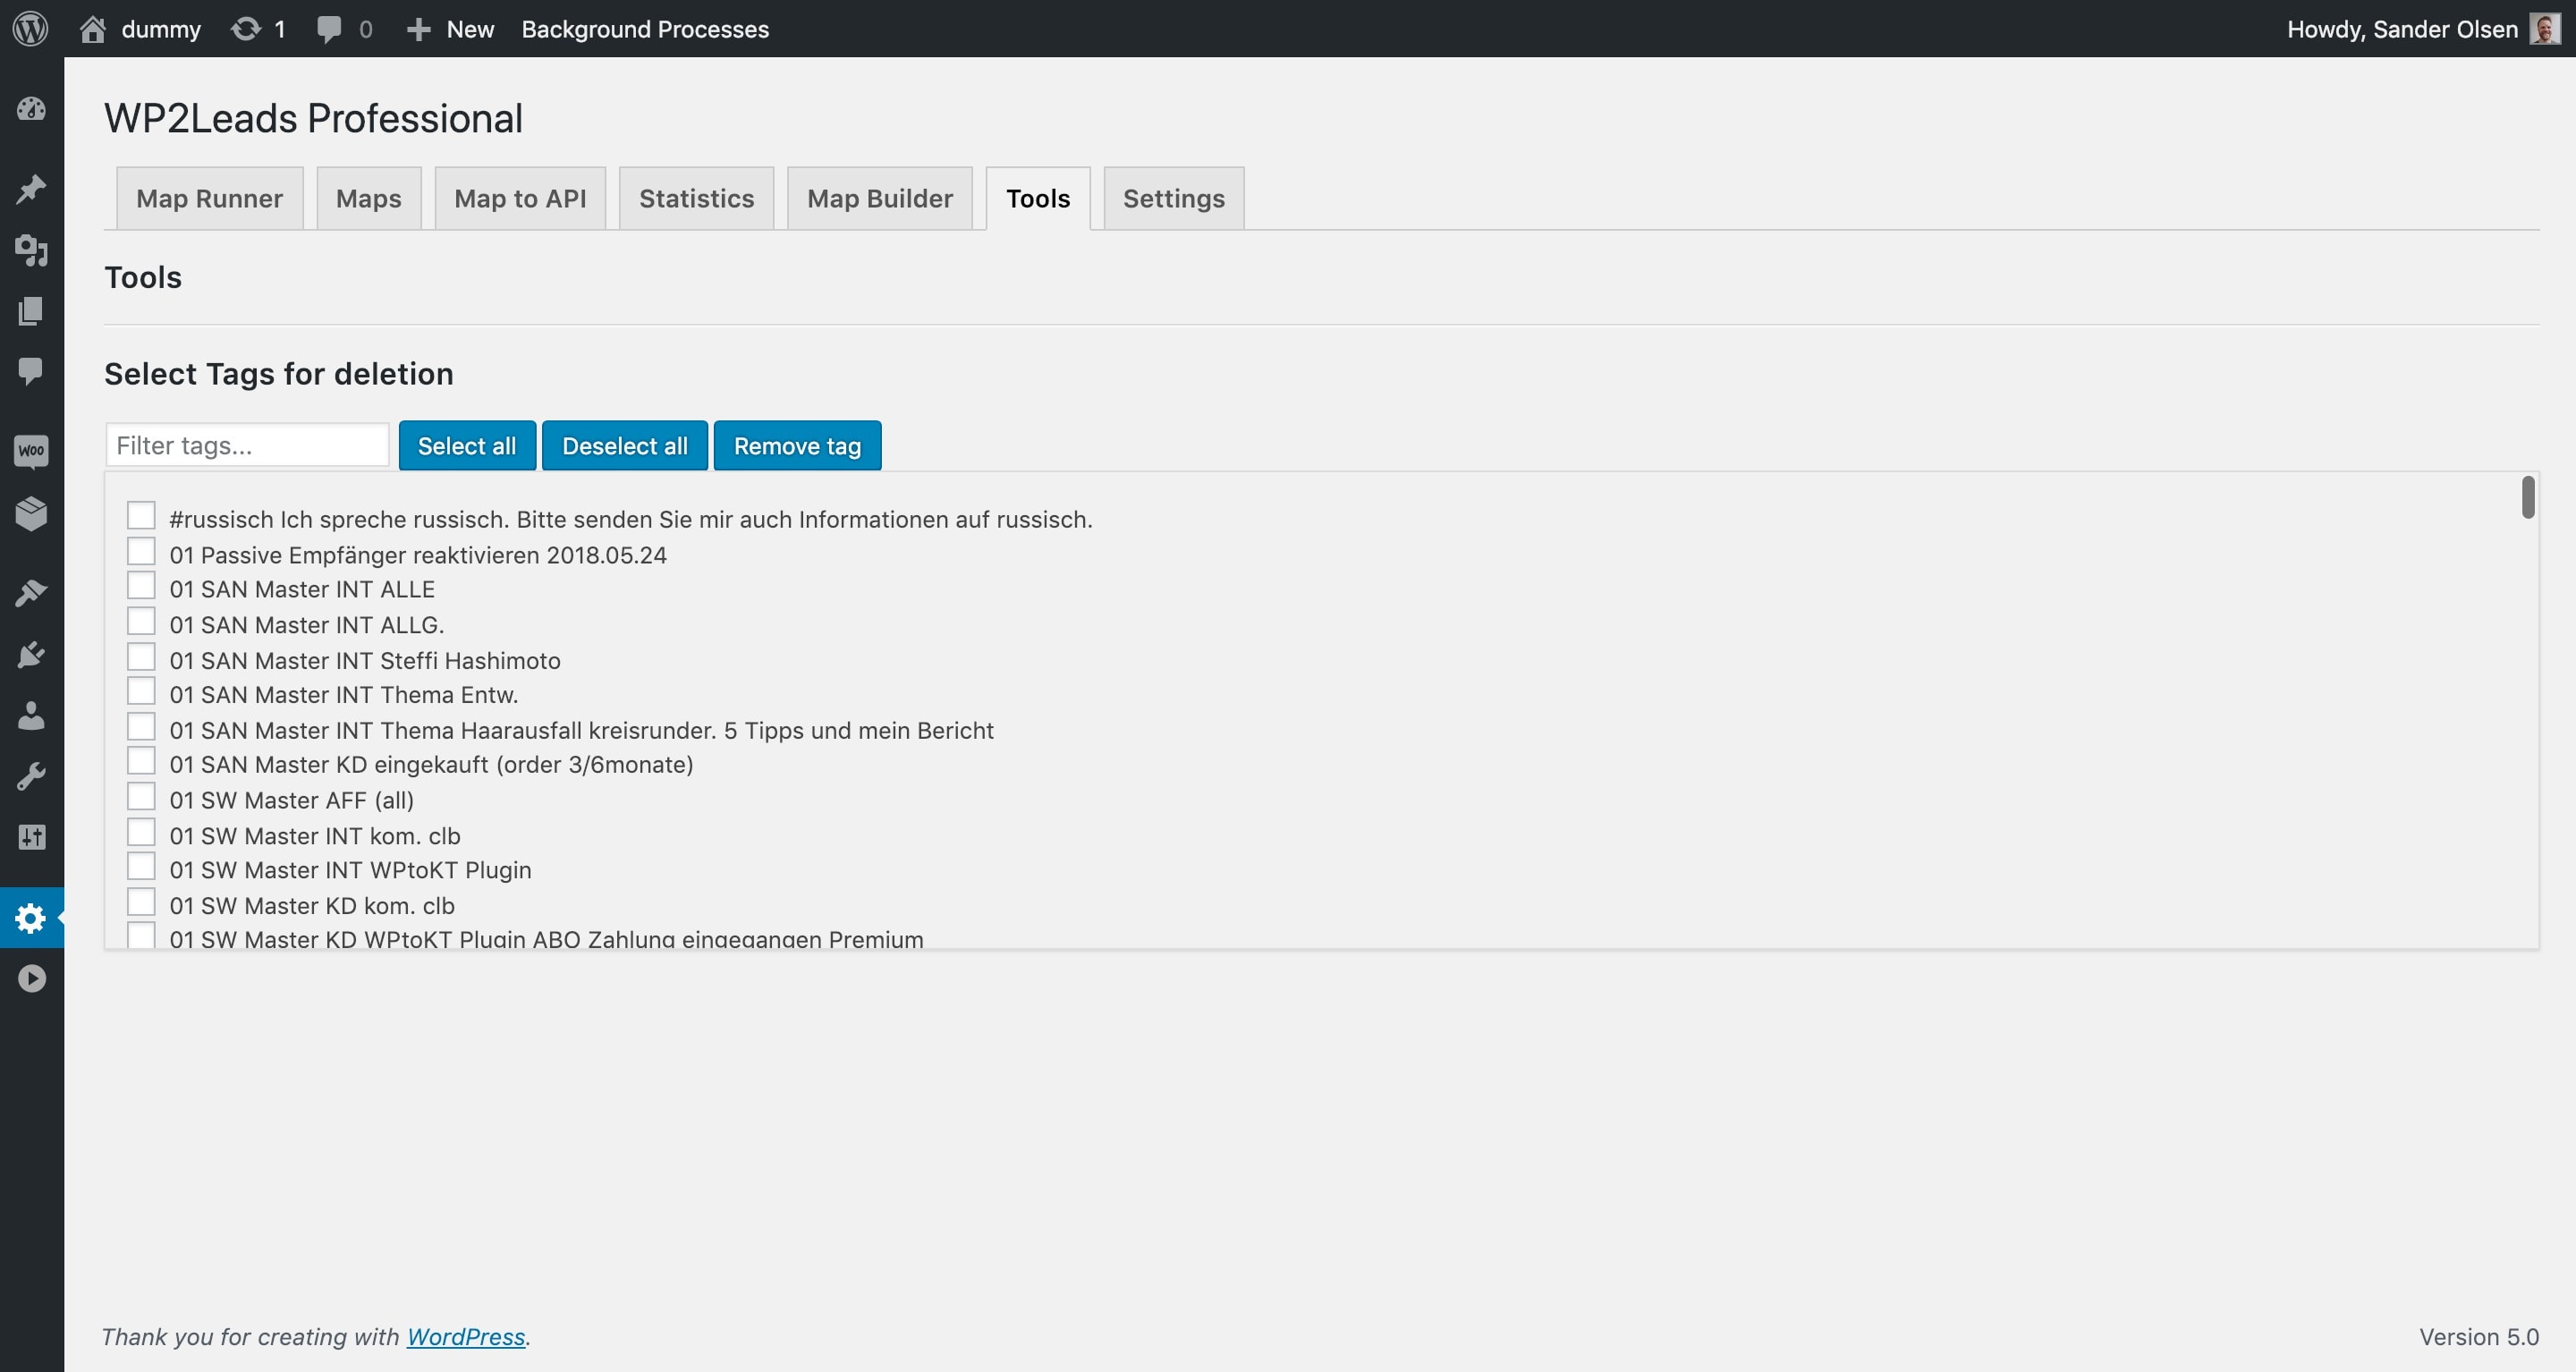 dummy 1 0 New Background Processes Howdy, Sander Olsen
WP2Leads Professional
Map Runner Maps Map to API Statistics Map Builder Tools Settings
Tools
Select Tags for deletion
Filter tags... Select all Deselect all Remove tag
#russisch Ich spreche russisch. Bitte senden Sie mir auch Informationen auf russisch.
01 Passive Empfänger reaktivieren 2018.05.24
01 SAN Master INT ALLE
01 SAN Master INT ALLG.
01 SAN Master INT Steffi Hashimoto
01 SAN Master INT Thema Entw.
01 SAN Master INT Thema Haarausfall kreisrunder. 5 Tipps und mein Bericht
01 SAN Master KD eingekauft (order 3/6monate)
01 SW Master AFF (all)
01 SW Master INT kom. clb
01 SW Master INT WPtoKT Plugin
01 SW Master KD kom. clb
01 SW Master KD WPtoKT Plugin ABO Zahlung eingegangen Premium
Woo
Thank you for creating with WordPress. Version 5.0